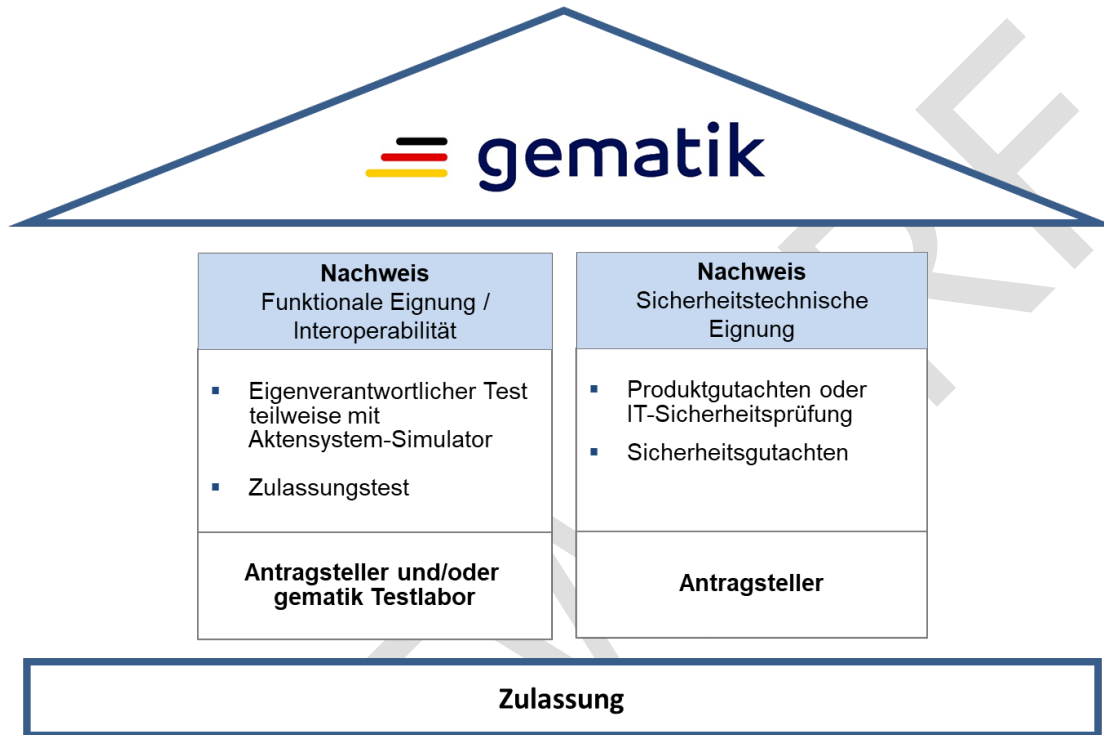 gematik
Nachweis
Funktionale Eignung /
Interoperabilität
Eigenverantwortlicher Test
teilweise mit
Aktensystem-Simulator
Zulassungstest
Antragsteller und/oder
gematik Testlabor
Nachweis
Sicherheitstechnische
Eignung
Produktgutachten oder
IT-Sicherheitsprüfung
Sicherheitsgutachten
Antragsteller
Zulassung